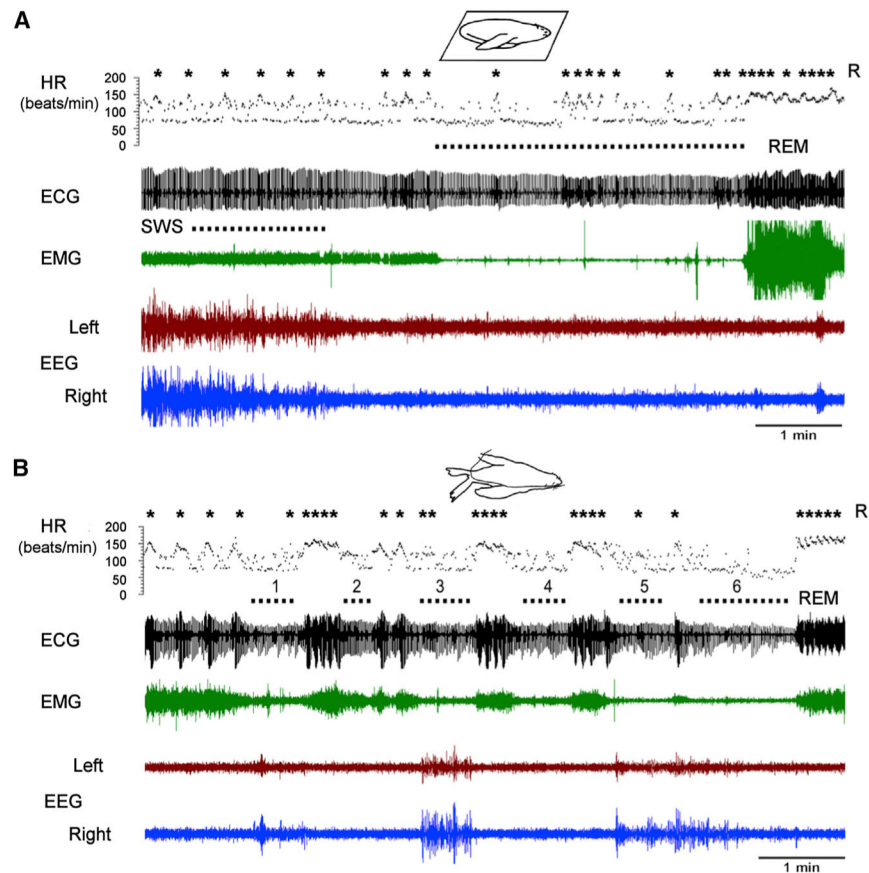 A
* * * * * * * * * * * * * * * * * * ** ***** * ***** R
HR
(beats/min)
200
150
100
50
0
REM
ECG
SWS
EMG
Left
EEG
Right
1 min
B
* * * * * **** * * ** **** **** * * ***** R
HR
(beats/min)
200
150
100
50
0
1 2 3 4 5 6
REM
ECG
EMG
Left
EEG
Right
1 min